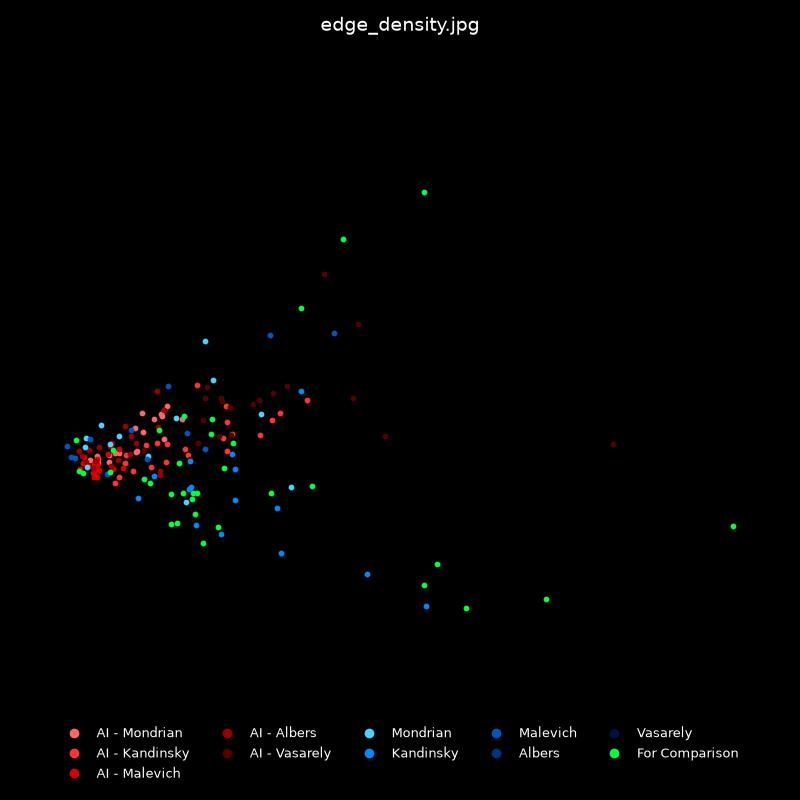 edge_density.jpg
AI - Mondrian AI - Albers Mondrian Malevich Vasarely
AI - Kandinsky AI - Vasarely Kandinsky Albers For Comparison
AI - Malevich